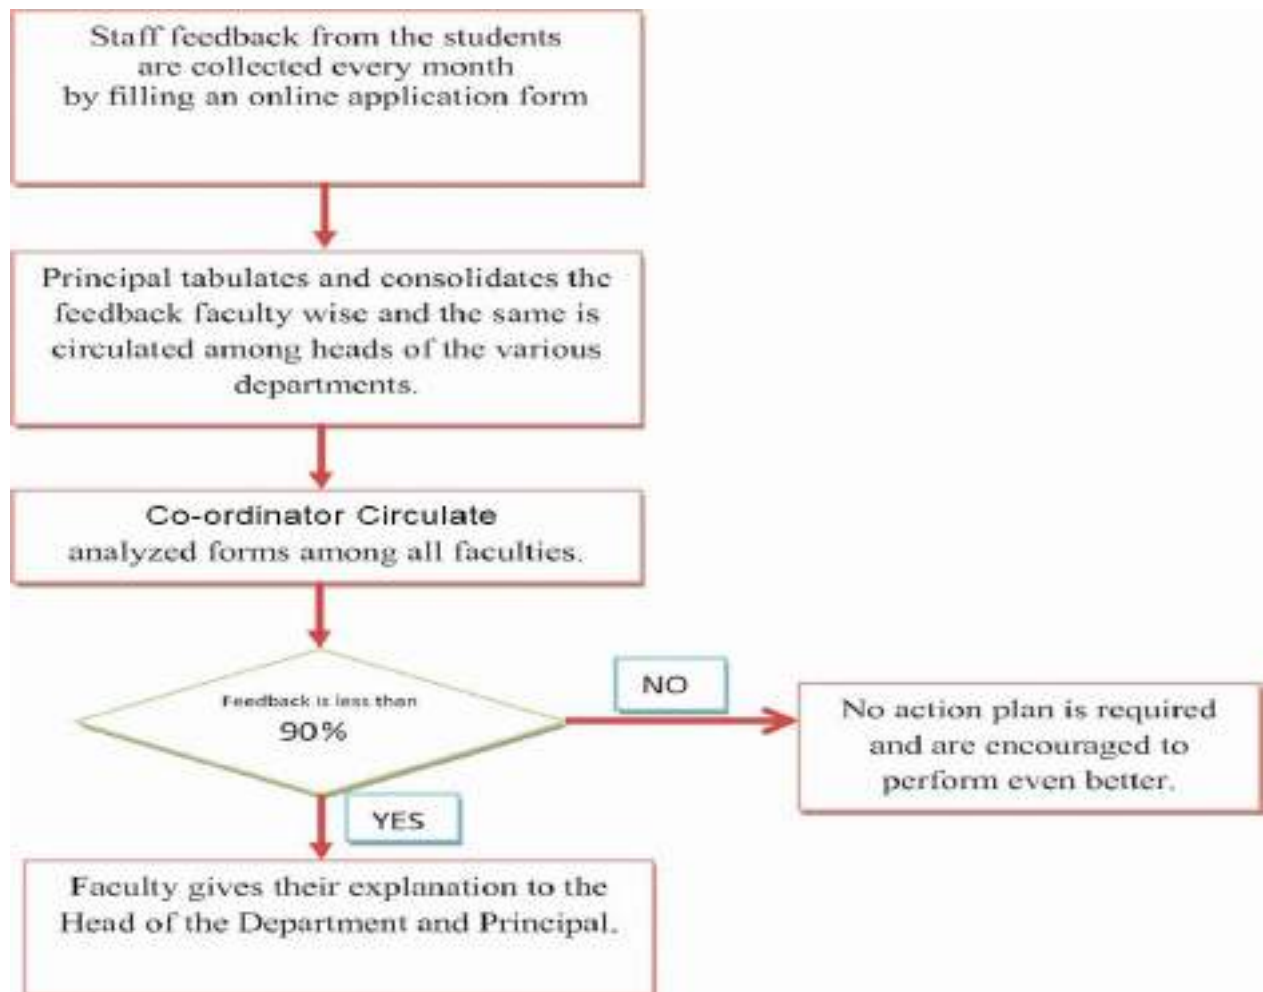 Staff feedback from the students
are collected every month
by filling an online application form
Principal tabulates and consolidates the
feedback faculty wise and the same is
circulated among heads of the various
departments.
Co-ordinator Circulate
analyzed forms among all faculties.
Feedback is less than
90%
NO
No action plan is required
and are encouraged to
perform even better.
YES
Faculty gives their explanation to the
Head of the Department and Principal.